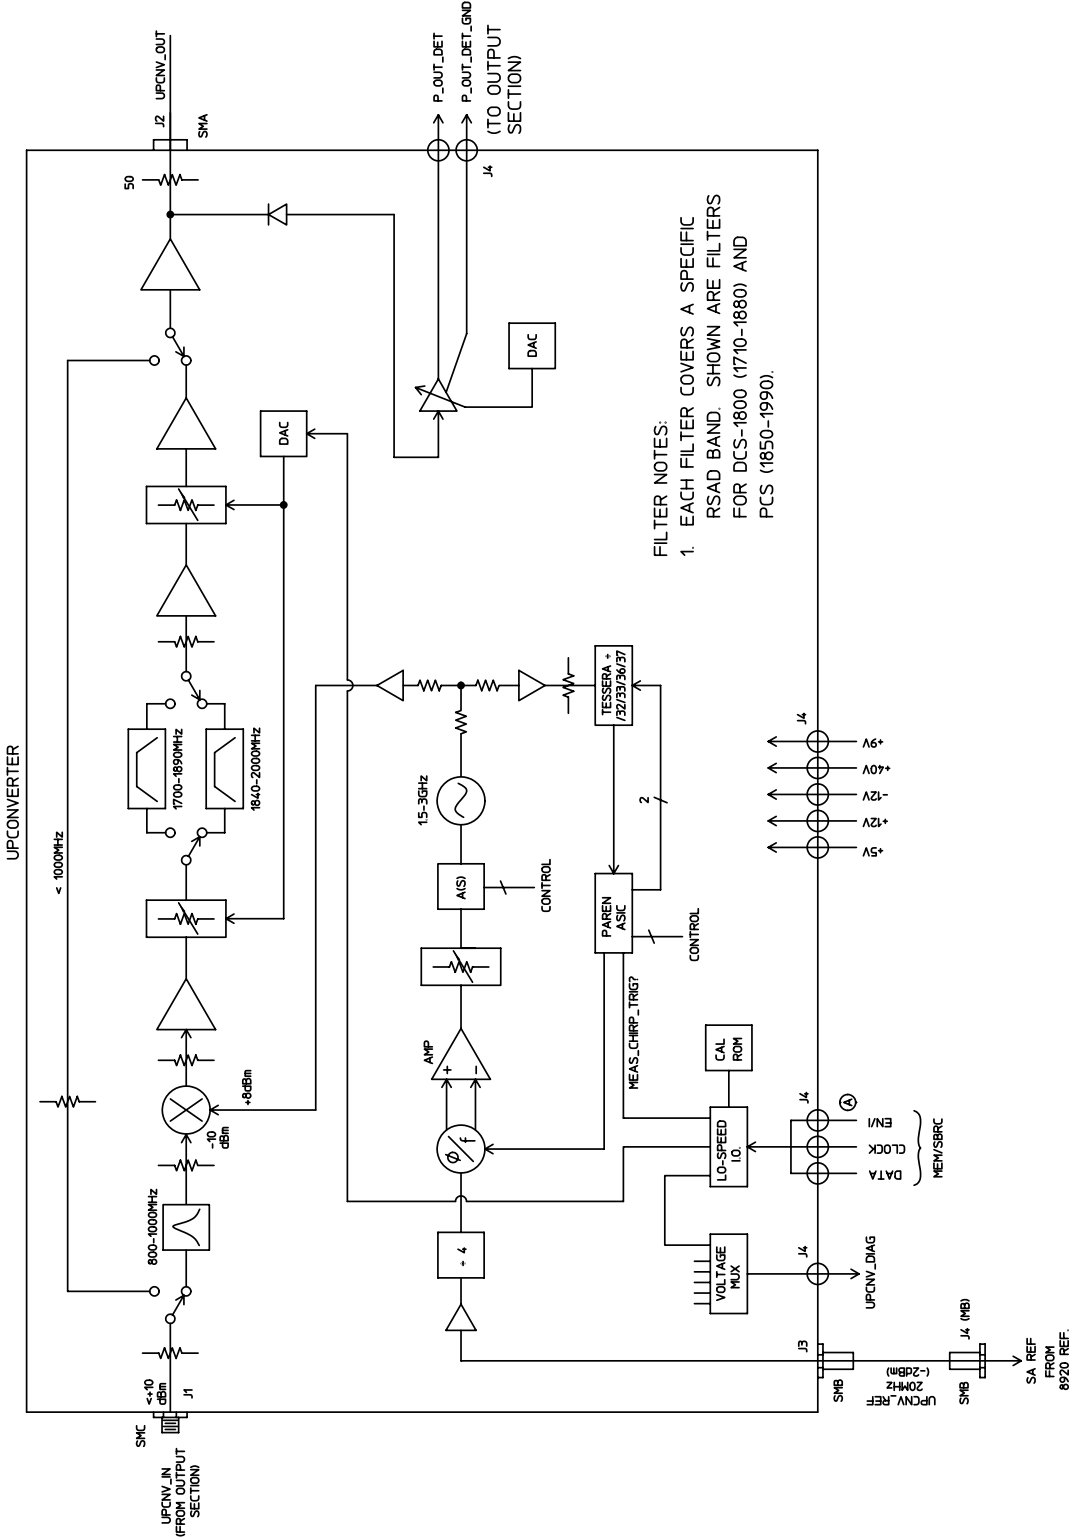 UPCONVERTER
UPCNV_IN
(FROM OUTPUT
SECTION)
SMC
<+10
dBm
J1
< 1000MHz
800-1000MHz
-10
dBm
+8dBm
1700-1890MHz
1840-2000MHz
DAC
50
J2
UPCNV_OUT
SMA
P_OUT_DET
P_OUT_DET_GND
(TO OUTPUT
SECTION)
J4
DAC
÷ 4
Ø/f
AMP
+
-
A(S)
CONTROL
1.5-3GHz
TESSERA ÷
/32/33/36/37
2
PAREN
ASIC
CONTROL
MEAS_CHIRP_TRIG?
LO-SPEED
I.O.
CAL
ROM
VOLTAGE
MUX
J4
UPCNV_DIAG
J4
A
DATA
CLOCK
EN/I
MEM/SBRC
J4
+5V
+12V
-12V
+40V
+9V
J3
SMB
UPCNV_REF
20MHz
(-2dBm)
SMB
J4 (MB)
SA REF
FROM
8920 REF.
FILTER NOTES:
1. EACH FILTER COVERS A SPECIFIC
RSAD BAND. SHOWN ARE FILTERS
FOR DCS-1800 (1710-1880) AND
PCS (1850-1990).